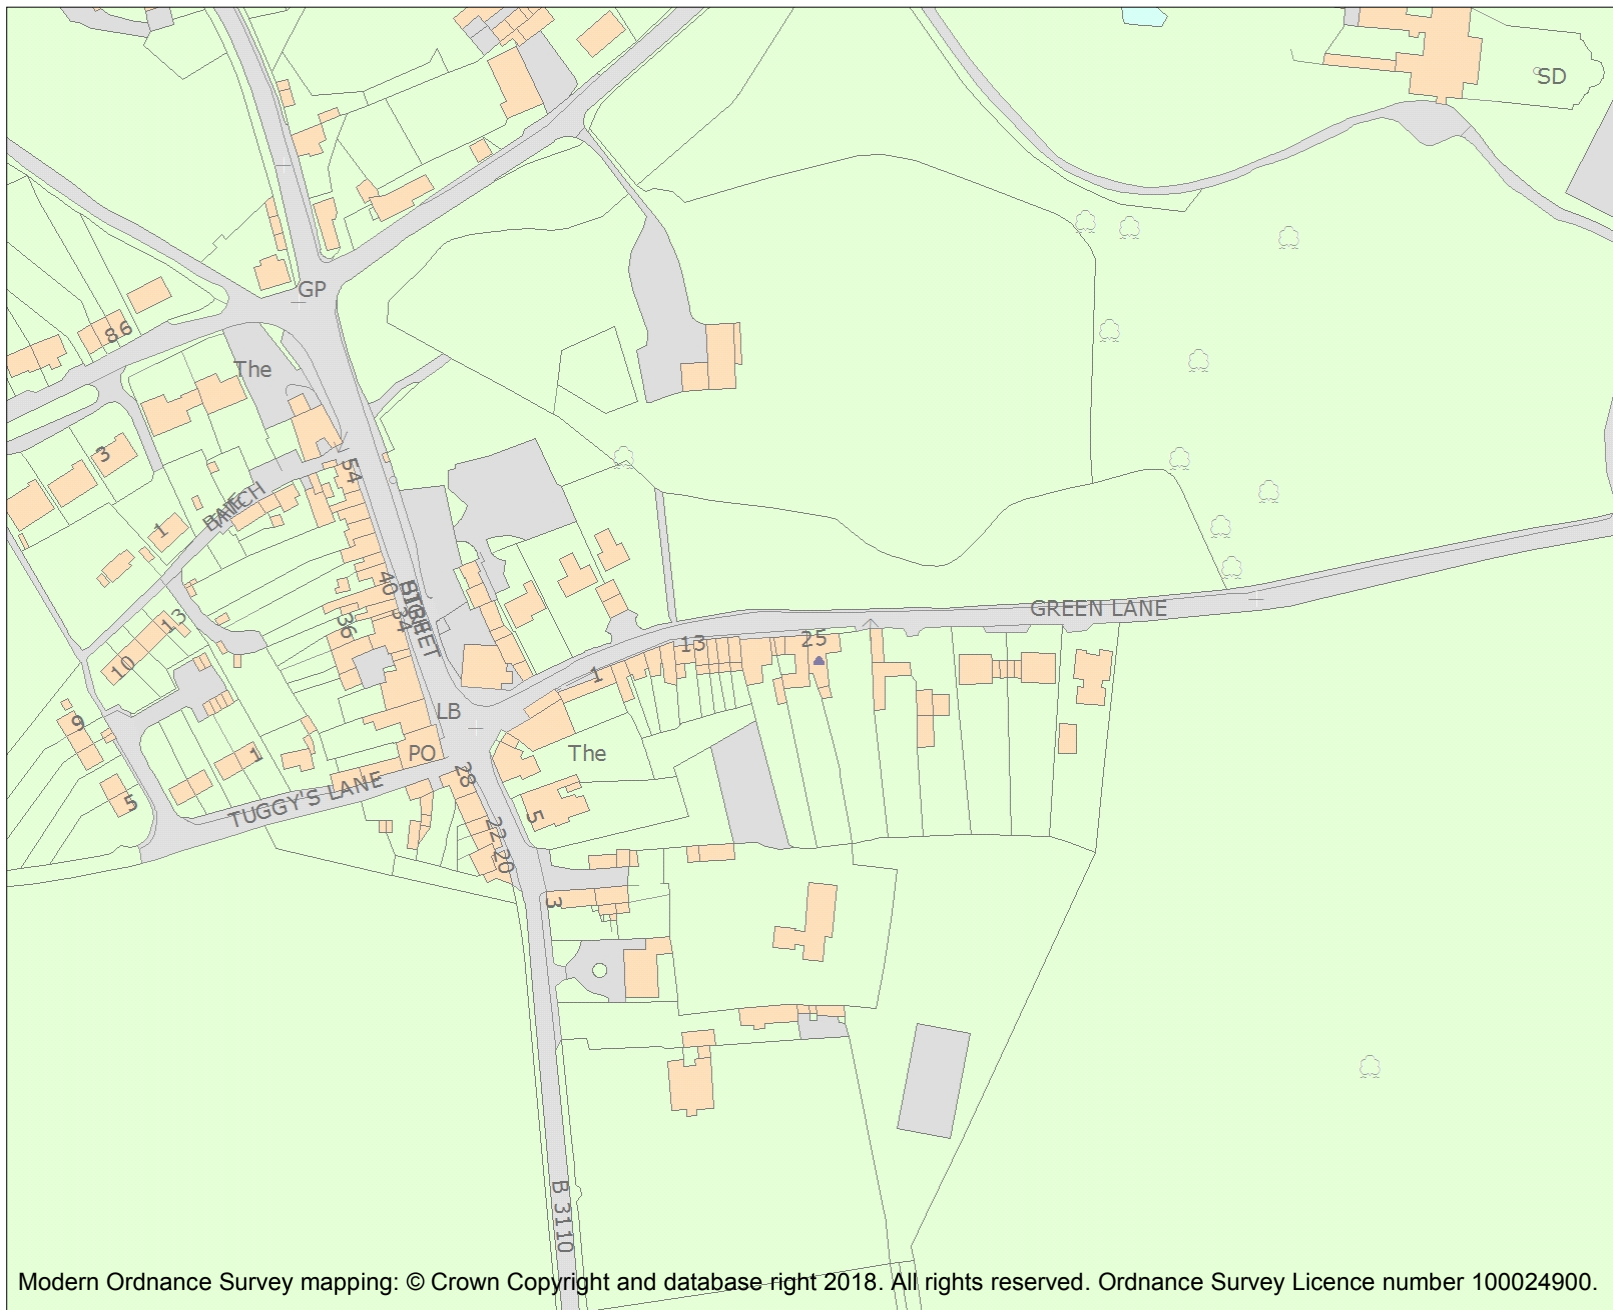 SD
GP
86
The
3
54
1
40
36
34
13
10
GREEN LANE
13
25
1
LB
9
The
PO
1
28
TUGGY'S LANE
5
5
22
20
3
B 3110
Modern Ordnance Survey mapping: © Crown Copyright and database right 2018. All rights reserved. Ordnance Survey Licence number 100024900.